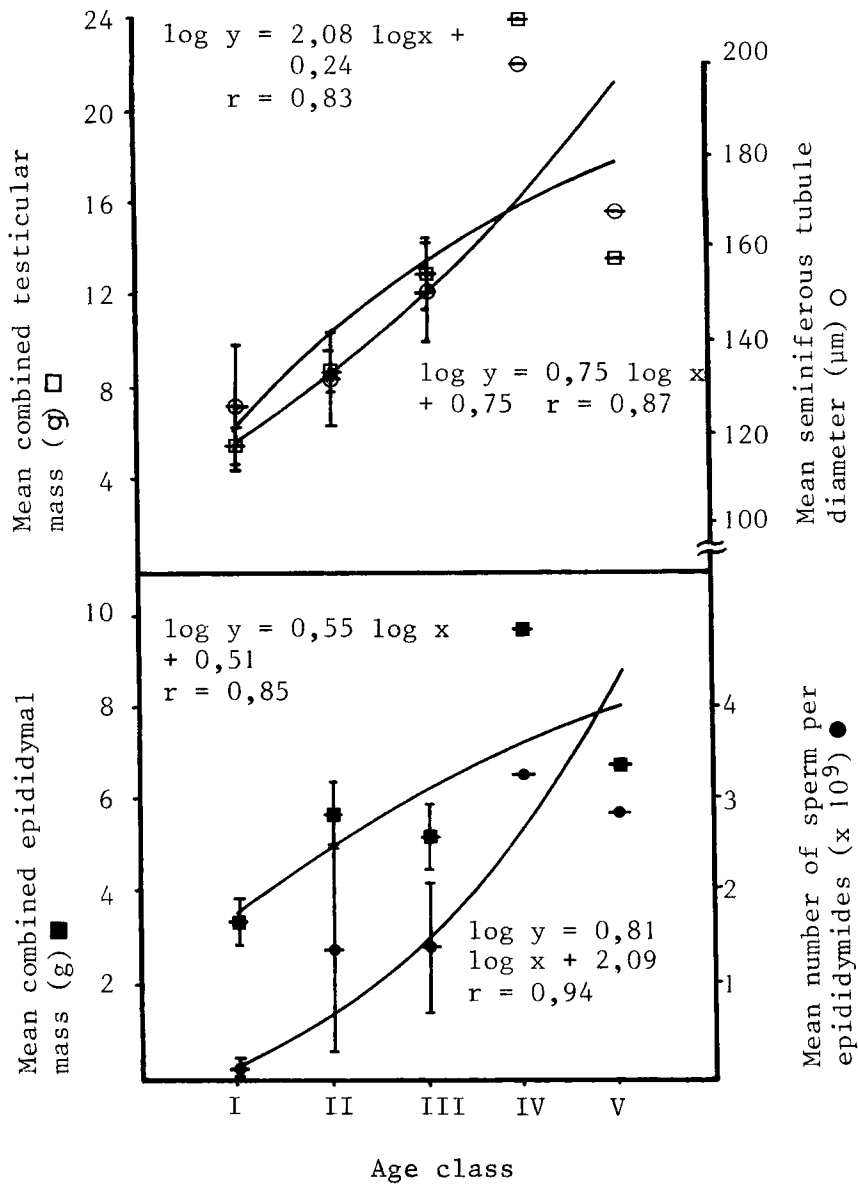 24
20
16
12
8
4
Mean combined testicular
mass (g) □
log y = 2,08 logx +
0,24
r = 0,83
log y = 0,75 log x
+ 0,75 r = 0,87
200
180
160
140
120
100
Mean seminiferous tubule
diameter (µm) ○
10
8
6
4
2
Mean combined epididymal
mass (g) ■
log y = 0,55 log x
+ 0,51
r = 0,85
log y = 0,81
log x + 2,09
r = 0,94
4
3
2
1
Mean number of sperm per
epididymides (x 10⁹) ●
I II III IV V
Age class